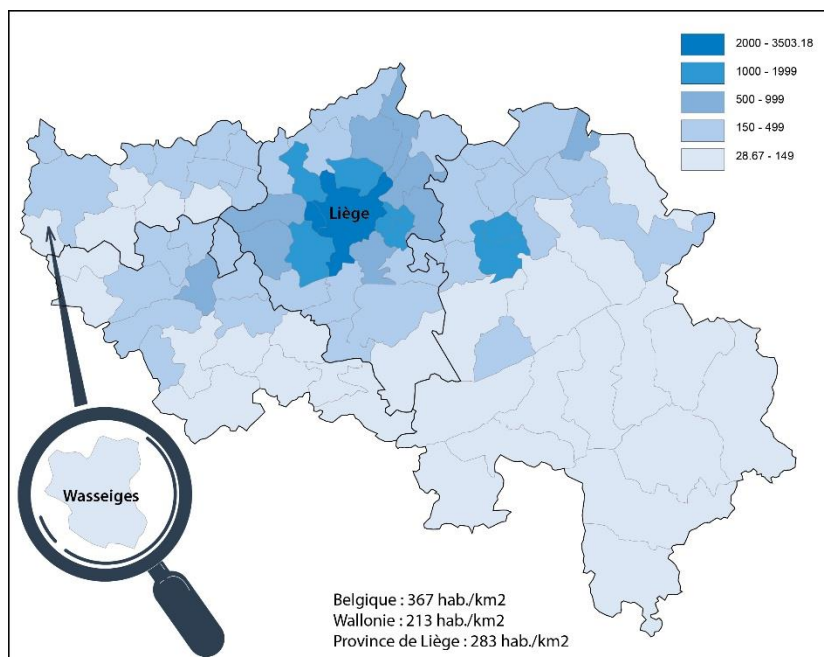 2000 - 3503.18
1000 - 1999
500 - 999
150 - 499
28.67 - 149
Liège
Wasseiges
Belgique : 367 hab./km2
Wallonie : 213 hab./km2
Province de Liège : 283 hab./km2